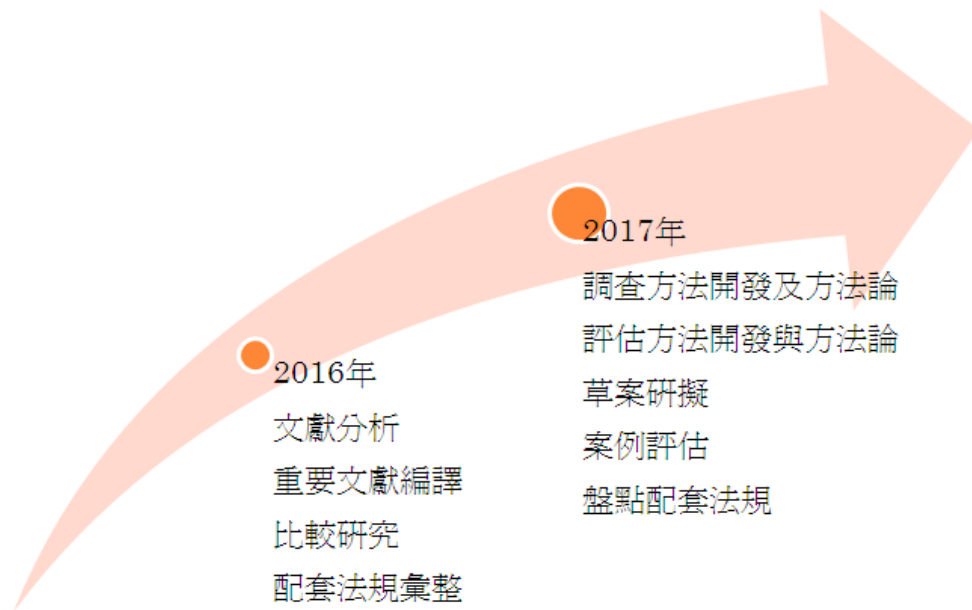 2016年
文獻分析
重要文獻編譯
比較研究
配套法規彙整
2017年
調查方法開發及方法論
評估方法開發與方法論
草案研擬
案例評估
盤點配套法規